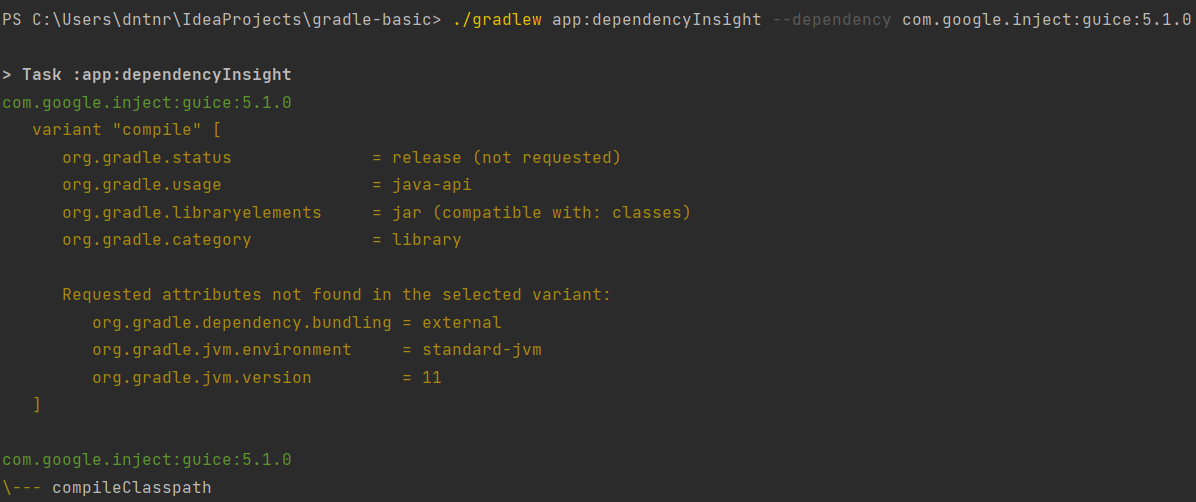 PS C:\Users\dntnr\IdeaProjects\gradle-basic> ./gradlew app:dependencyInsight --dependency com.google.inject:guice:5.1.0
> Task :app:dependencyInsight
com.google.inject:guice:5.1.0
   variant "compile" [
      org.gradle.status              = release (not requested)
      org.gradle.usage               = java-api
      org.gradle.libraryelements     = jar (compatible with: classes)
      org.gradle.category            = library
      Requested attributes not found in the selected variant:
         org.gradle.dependency.bundling = external
         org.gradle.jvm.environment     = standard-jvm
         org.gradle.jvm.version         = 11
   ]
com.google.inject:guice:5.1.0
\--- compileClasspath